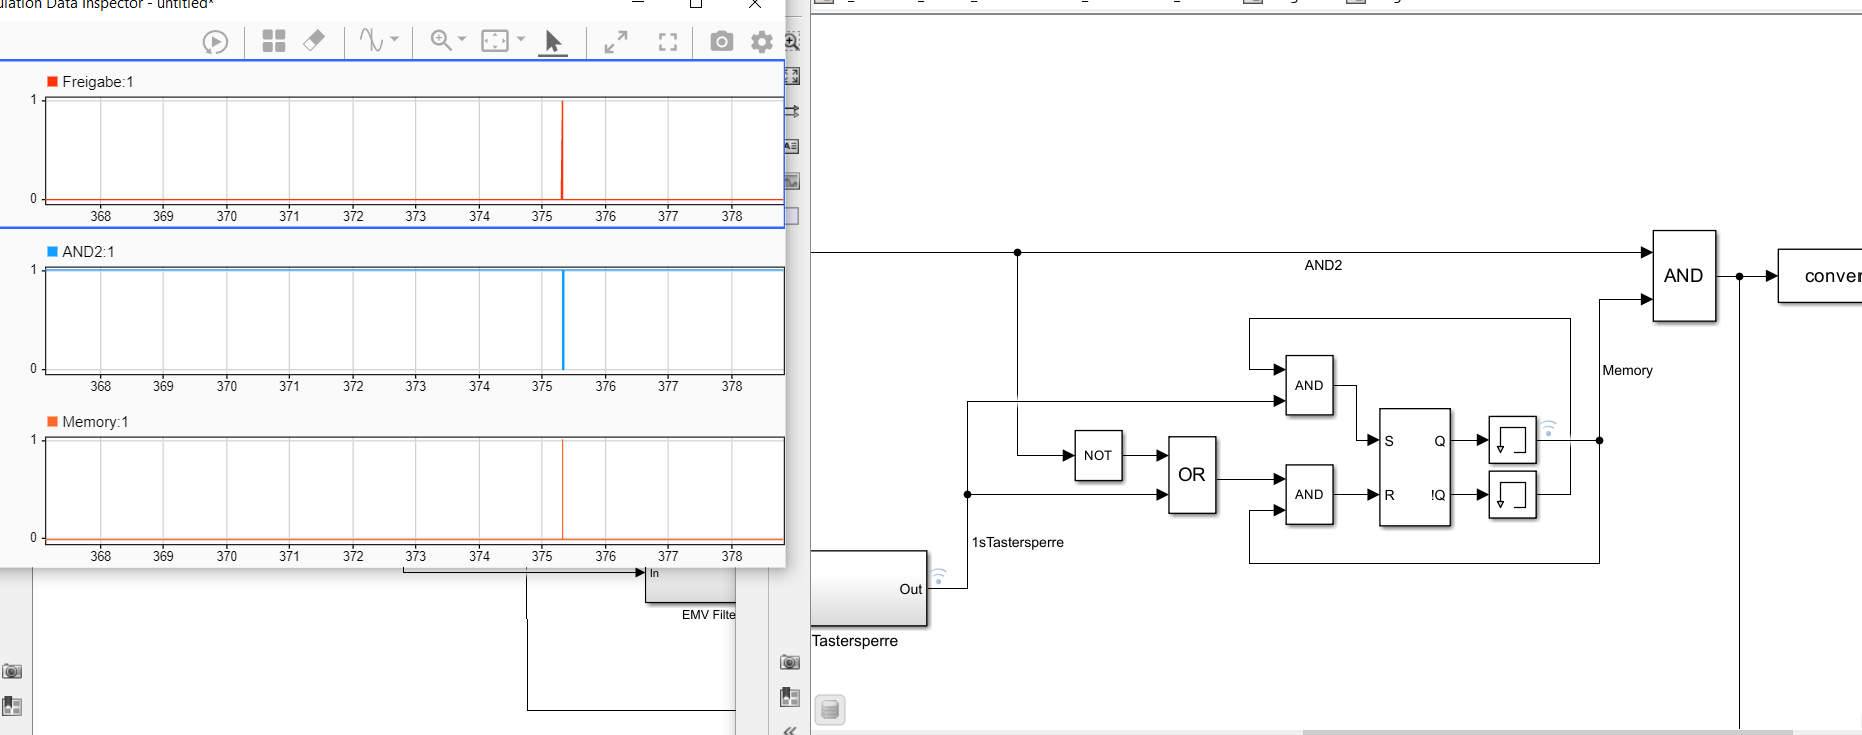 ulation Data Inspector - untitled*
Freigabe:1
1
0
368 369 370 371 372 373 374 375 376 377 378
AND2:1
1
0
368 369 370 371 372 373 374 375 376 377 378
Memory:1
1
0
368 369 370 371 372 373 374 375 376 377 378
In
EMV Filte
AND2
AND
conver
AND
Memory
NOT
OR
S
Q
AND
R
!Q
1sTastersperre
Out
Tastersperre